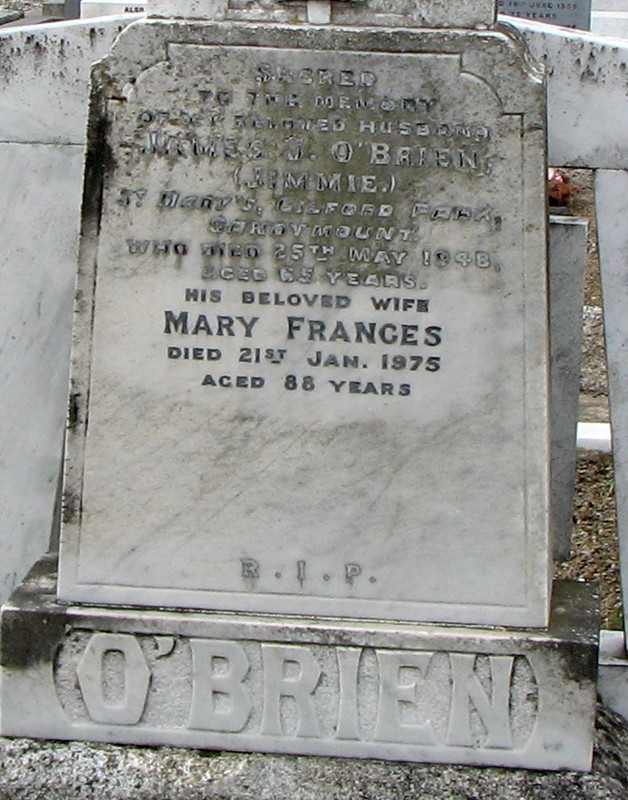 SACRED
TO THE MEMORY
OF MY BELOVED HUSBAND
JAMES J. O'BRIEN,
(JIMMIE.)
ST MARY'S, GILFORD PARK,
SANDYMOUNT.
WHO DIED 25TH MAY 1948,
AGED 65 YEARS.
HIS BELOVED WIFE
MARY FRANCES
DIED 21ST JAN. 1975
AGED 88 YEARS
R.I.P.
O'BRIEN